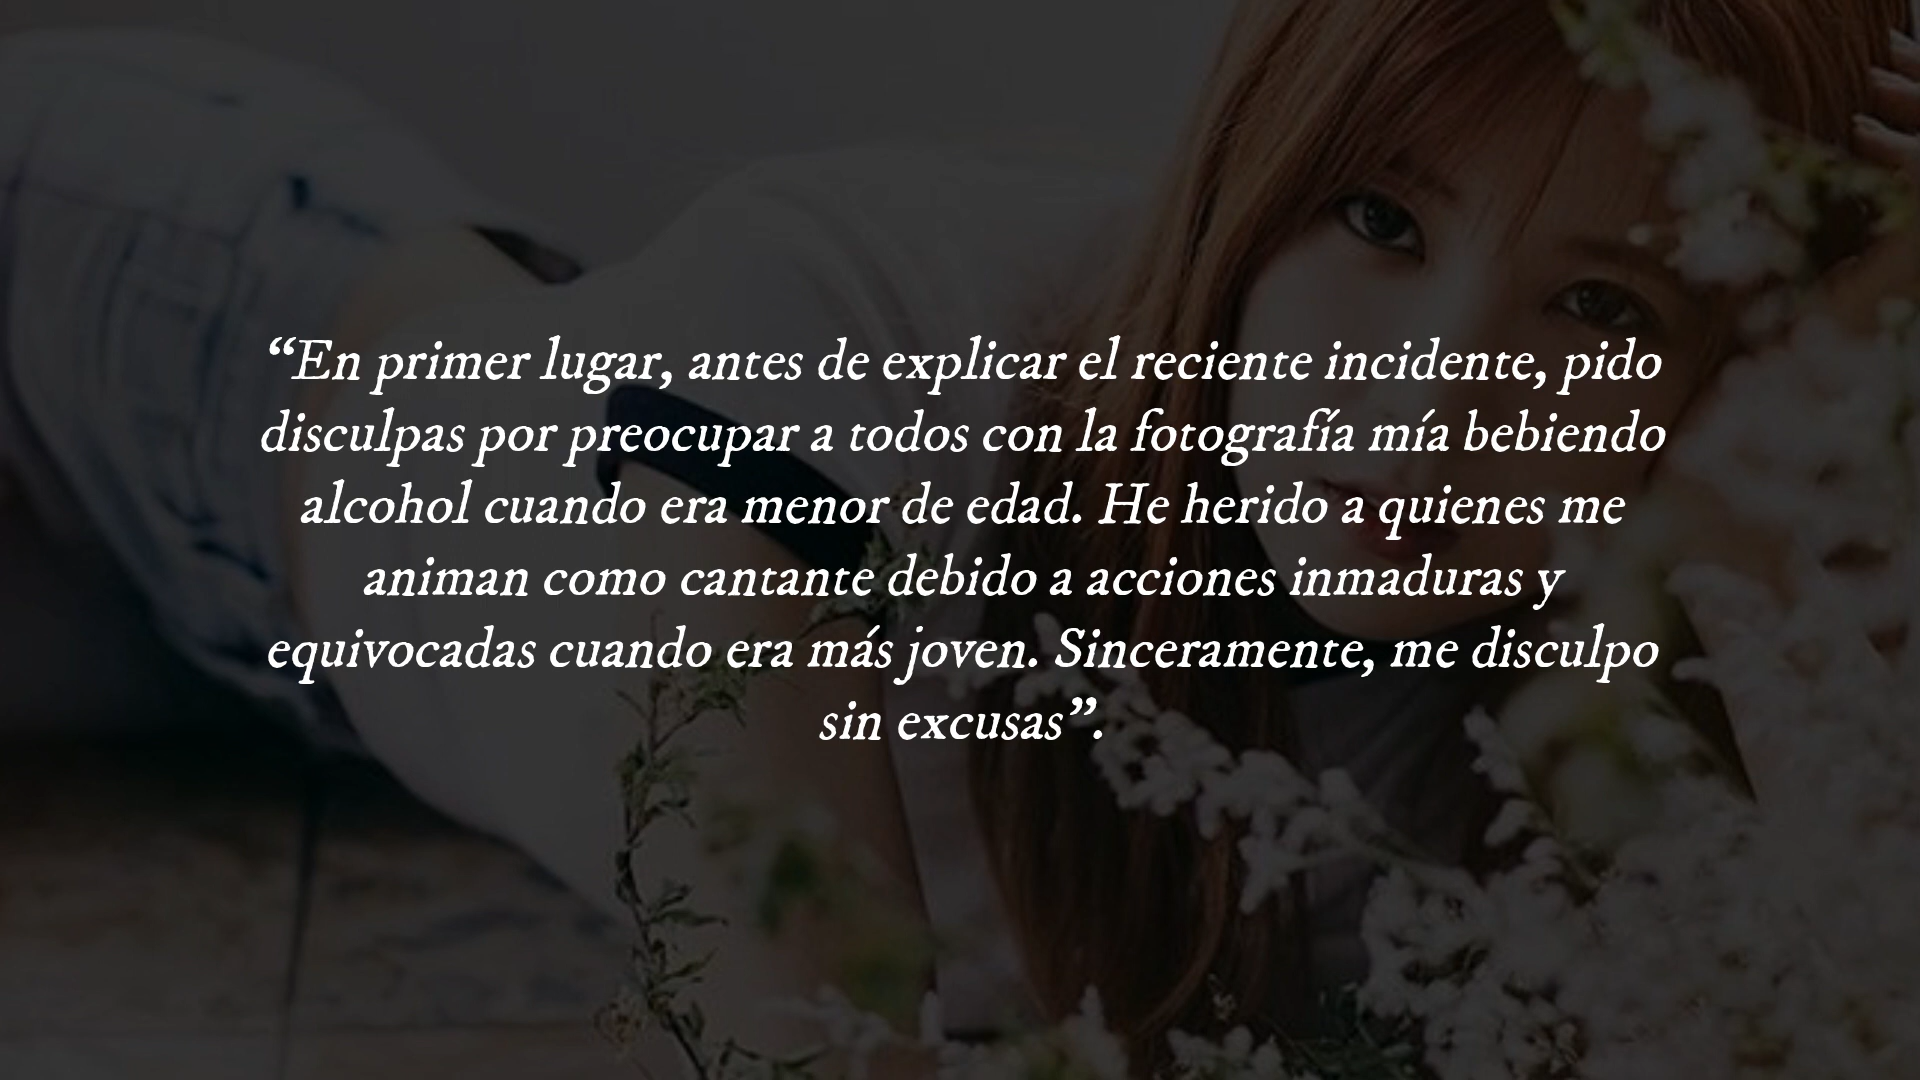 “En primer lugar, antes de explicar el reciente incidente, pido
disculpas por preocupar a todos con la fotografía mía bebiendo
alcohol cuando era menor de edad. He herido a quienes me
animan como cantante debido a acciones inmaduras y
equivocadas cuando era más joven. Sinceramente, me disculpo
sin excusas”.